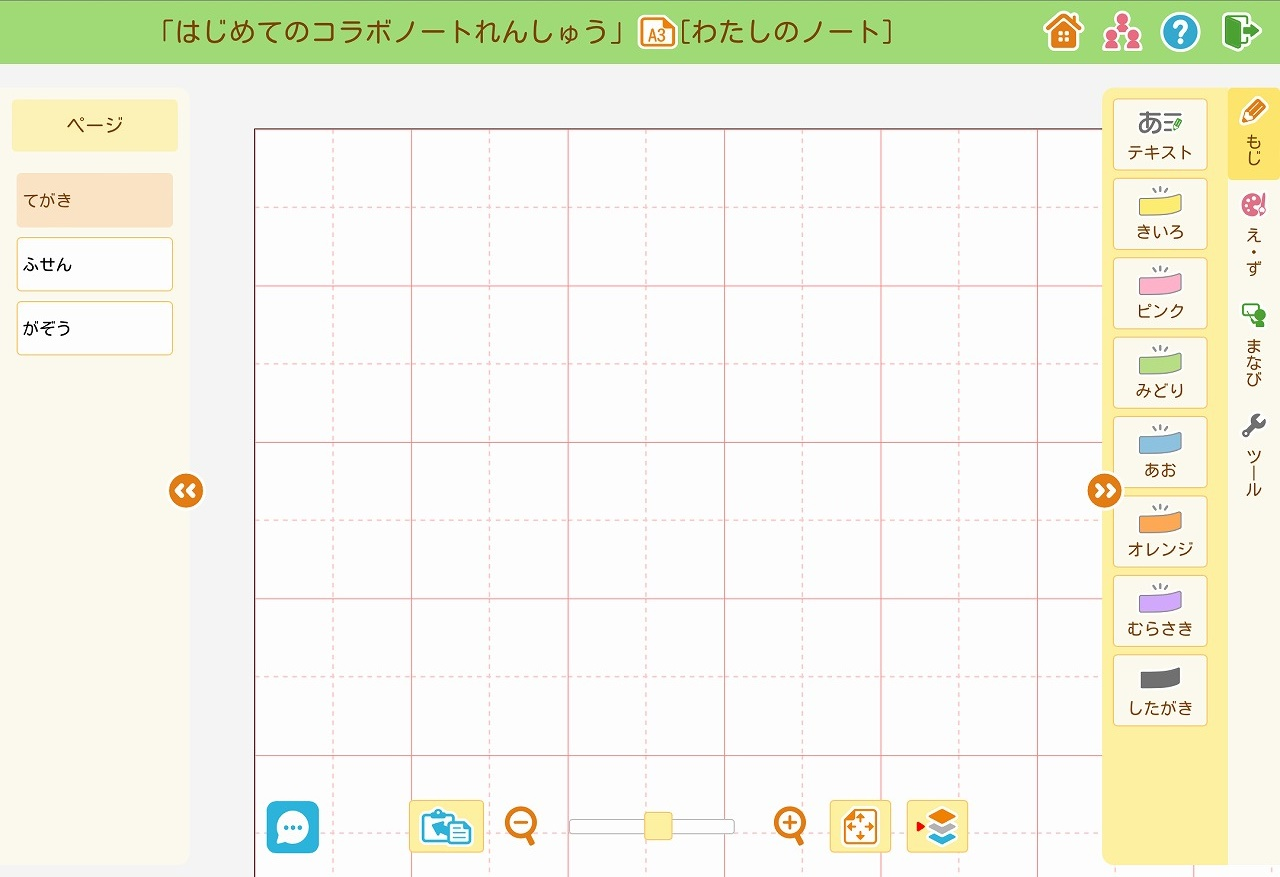 「はじめてのコラボノートれんしゅう」 A3 [わたしのノート]
ページ
てがき
ふせん
がぞう
テキスト
きいろ
ピンク
みどり
あお
オレンジ
むらさき
したがき
もじ
え・ず
まなび
ツール